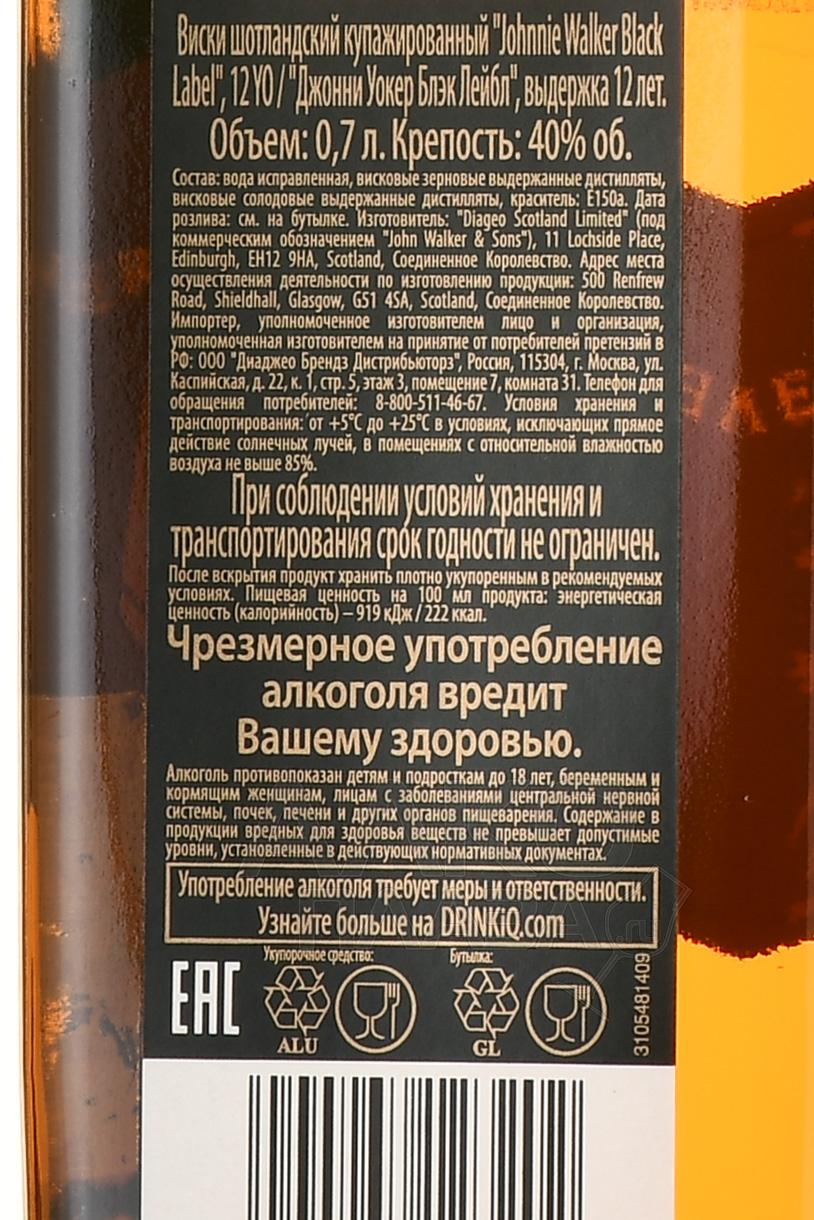 Виски шотландский купажированный "Johnnie Walker Black
Label", 12 YO / "Джонни Уокер Блэк Лейбл", выдержка 12 лет.
Объем: 0,7 л. Крепость: 40% об.
Состав: вода исправленная, висковые зерновые выдержанные дистилляты,
висковые солодовые выдержанные дистилляты, краситель: Е150а. Дата
розлива: см. на бутылке. Изготовитель: "Diageo Scotland Limited" (под
коммерческим обозначением "John Walker & Sons"), 11 Lochside Place,
Edinburgh, EH12 9HA, Scotland, Соединенное Королевство. Адрес места
осуществления деятельности по изготовлению продукции: 500 Renfrew
Road, Shieldhall, Glasgow, G51 4SA, Scotland, Соединенное Королевство.
Импортер, уполномоченное изготовителем лицо и организация,
уполномоченная изготовителем на принятие от потребителей претензий в
РФ: ООО "Диаджео Брендз Дистрибьюторз", Россия, 115304, г. Москва, ул.
Каспийская, д. 22, к. 1, стр. 5, этаж 3, помещение 7, комната 31. Телефон для
обращения потребителей: 8-800-511-46-67. Условия хранения и
транспортирования: от +5°С до +25°С в условиях, исключающих прямое
действие солнечных лучей, в помещениях с относительной влажностью
воздуха не выше 85%.
При соблюдении условий хранения и
транспортирования срок годности не ограничен.
После вскрытия продукт хранить плотно укупоренным в рекомендуемых
условиях. Пищевая ценность на 100 мл продукта: энергетическая
ценность (калорийность) – 919 кДж / 222 ккал.
Чрезмерное употребление
алкоголя вредит
Вашему здоровью.
Алкоголь противопоказан детям и подросткам до 18 лет, беременным и
кормящим женщинам, лицам с заболеваниями центральной нервной
системы, почек, печени и других органов пищеварения. Содержание в
продукции вредных для здоровья веществ не превышает допустимые
уровни, установленные в действующих нормативных документах.
Употребление алкоголя требует меры и ответственности.
Узнайте больше на DRINKiQ.com
Укупорочное средство:
Бутылка:
EAC
ALU
GL
3105481409